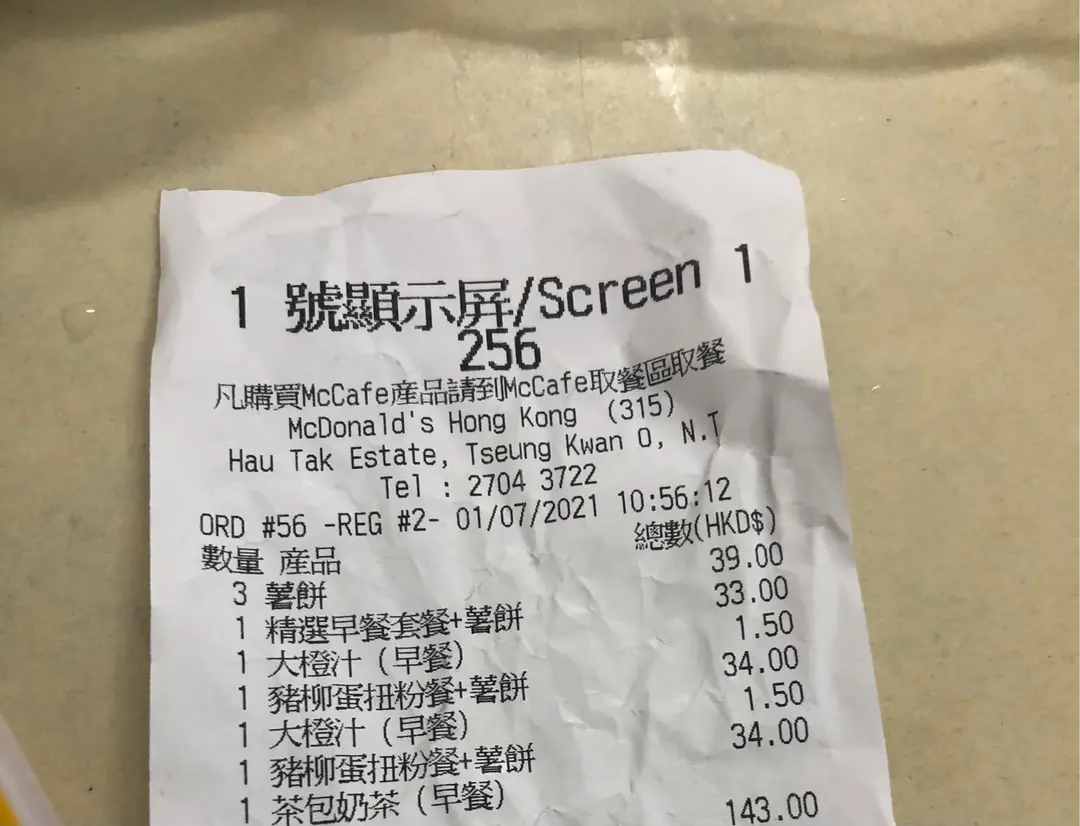 1 號顯示屏/Screen 1
256
凡購買McCafe産品請到McCafe取餐區取餐
McDonald's Hong Kong (315)
Hau Tak Estate, Tseung Kwan O, N.T
Tel : 2704 3722
ORD #56 -REG #2- 01/07/2021 10:56:12
數量 産品 總數(HKD$)
3 薯餅 39.00
1 精選早餐套餐+薯餅 33.00
1 大橙汁 (早餐) 1.50
1 豬柳蛋扭粉餐+薯餅 34.00
1 大橙汁 (早餐) 1.50
1 豬柳蛋扭粉餐+薯餅 34.00
1 茶包奶茶 (早餐)
143.00